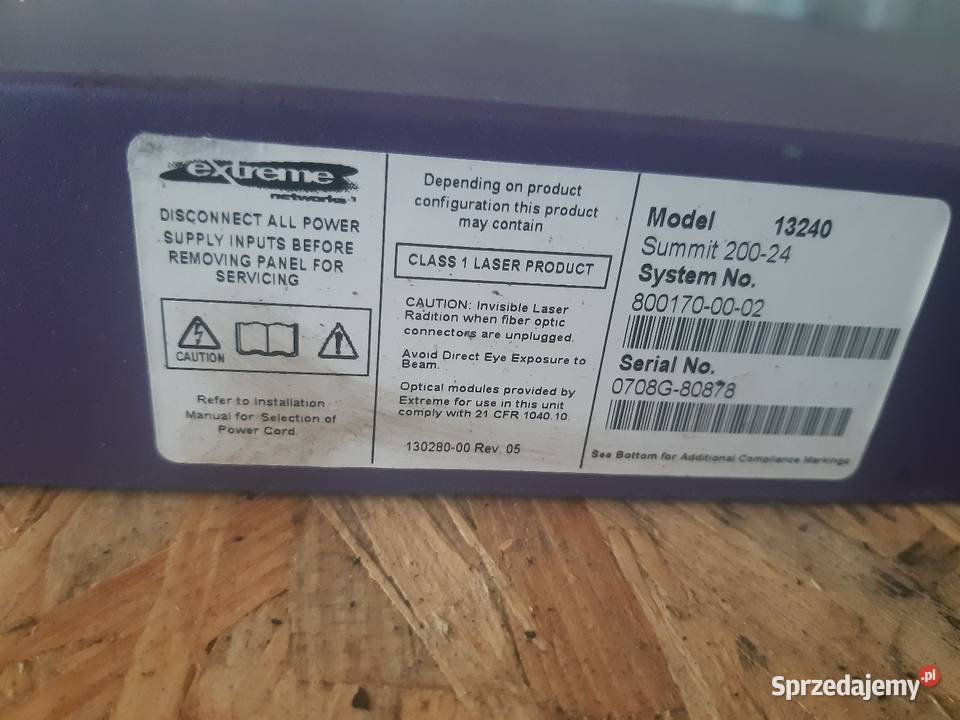 extreme
networks
DISCONNECT ALL POWER
SUPPLY INPUTS BEFORE
REMOVING PANEL FOR
SERVICING
CAUTION
Refer to Installation
Manual for Selection of
Power Cord.
Depending on product
configuration this product
may contain
CLASS 1 LASER PRODUCT
CAUTION: Invisible Laser
Radition when fiber optic
connectors are unplugged.
Avoid Direct Eye Exposure to
Beam.
Optical modules provided by
Extreme for use in this unit
comply with 21 CFR 1040.10.
130280-00 Rev. 05
Model 13240
Summit 200-24
System No.
800170-00-02
Serial No.
0708G-80878
See Bottom for Additional Compliance Markings
Sprzedajemy.pl